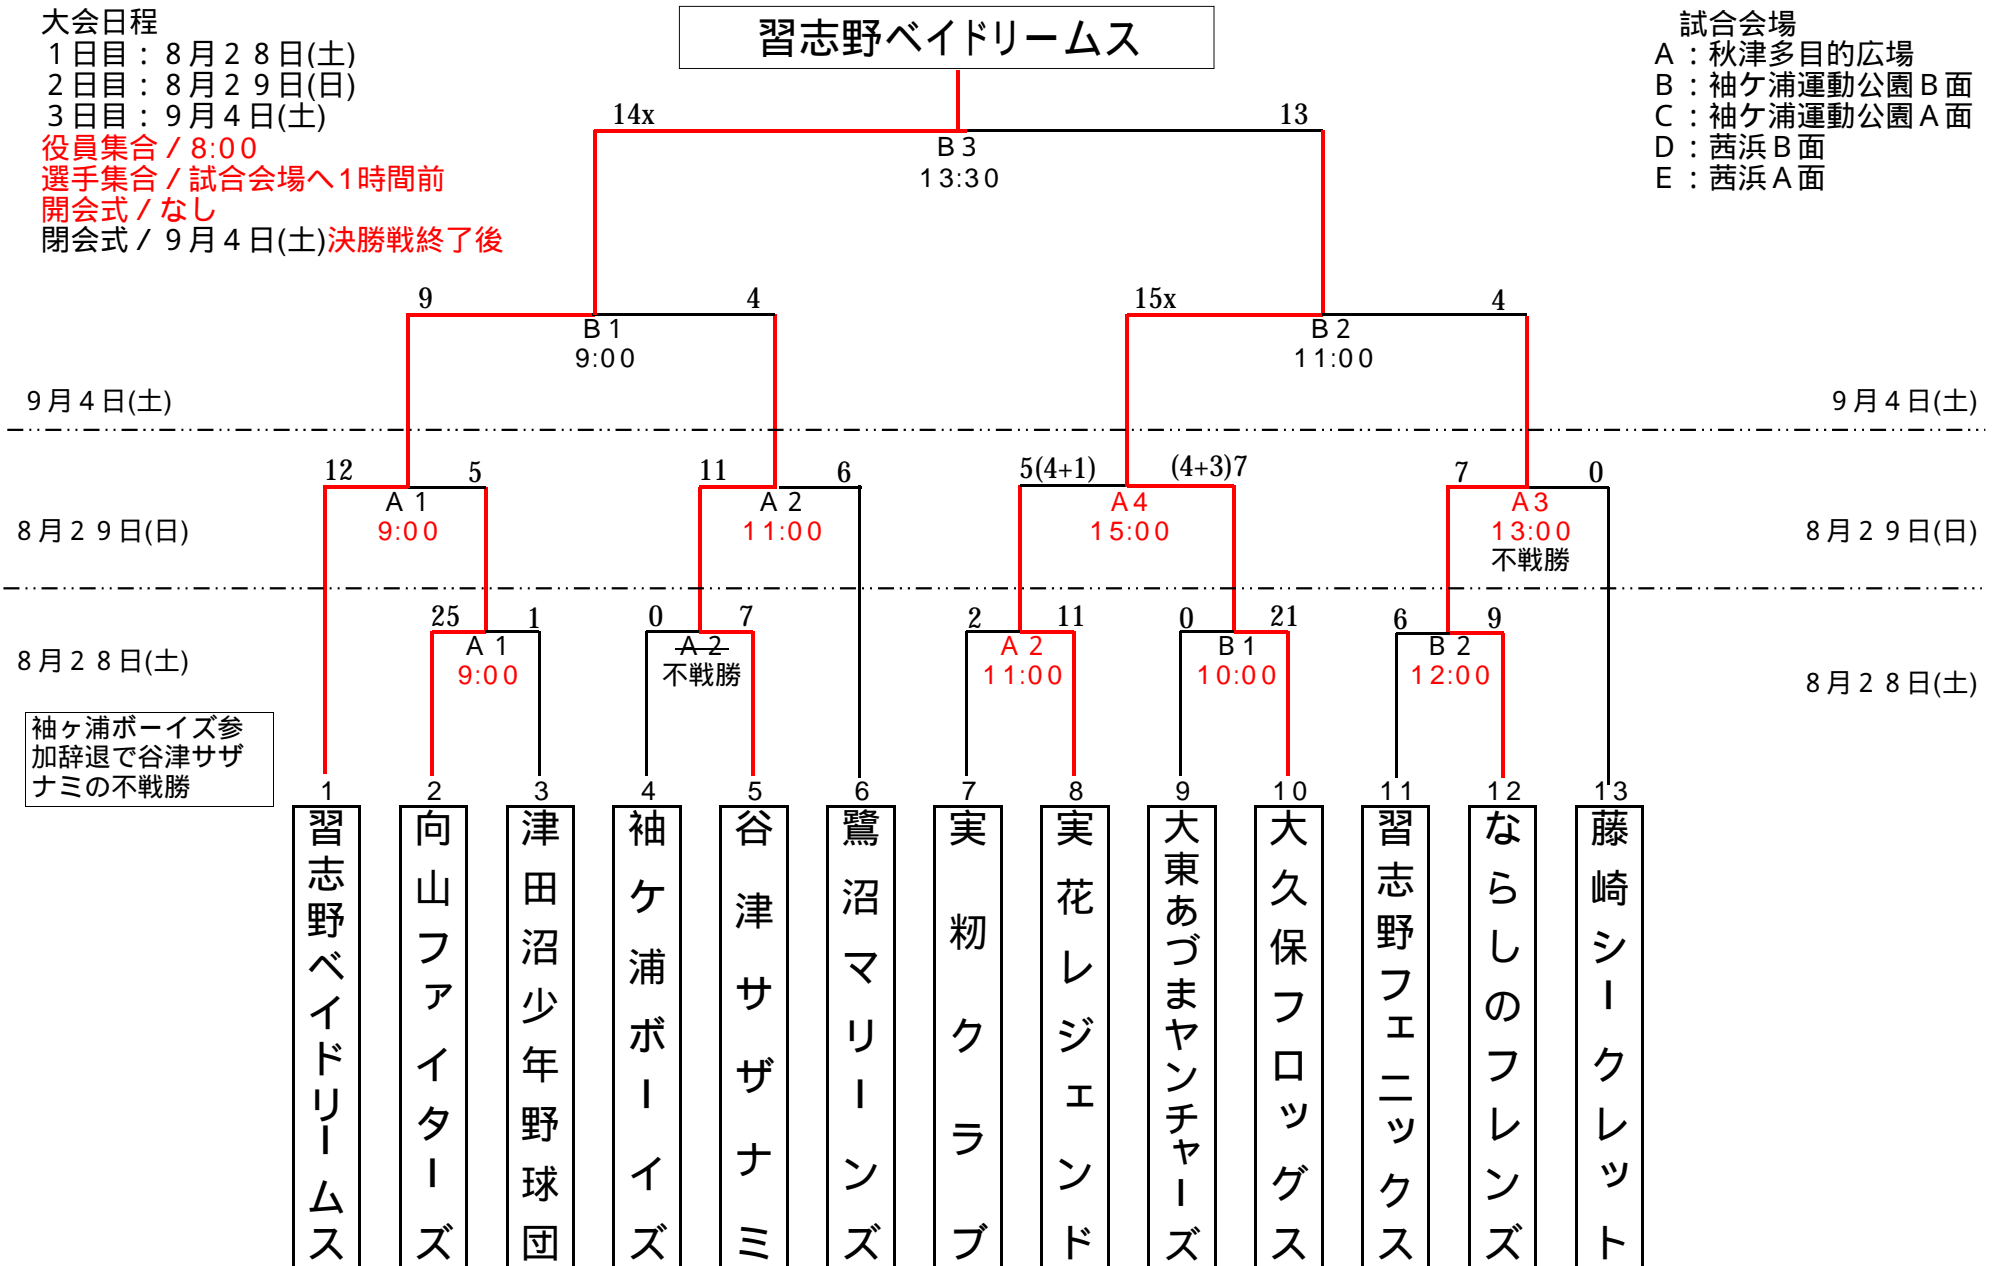 大会日程
1日目：8月28日(土)
2日目：8月29日(日)
3日目：9月4日(土)
役員集合／8:00
選手集合／試合会場へ1時間前
開会式／なし
閉会式／9月4日(土)決勝戦終了後
習志野ベイドリームス
試合会場
A：秋津多目的広場
B：袖ケ浦運動公園B面
C：袖ケ浦運動公園A面
D：茜浜B面
E：茜浜A面
14x 13
B3
13:30
9 4 15x 4
B1 B2
9:00 11:00
9月4日(土) 9月4日(土)
12 5 11 6 5(4+1) (4+3)7 7 0
A1 A2 A4 A3
8月29日(日) 9:00 11:00 15:00 13:00 8月29日(日)
不戦勝
25 1 0 7 2 11 0 21 6 9
A1 A2 A2 B1 B2
8月28日(土) 9:00 不戦勝 11:00 10:00 12:00 8月28日(土)
袖ヶ浦ボーイズ参
加辞退で谷津サザ
ナミの不戦勝
1 2 3 4 5 6 7 8 9 10 11 12 13
習志野ベイドリームス
向山ファイターズ
津田沼少年野球団
袖ケ浦ボーイズ
谷津サザナミ
鷺沼マリーンズ
実籾クラブ
実花レジェンド
大東あづまヤンチャーズ
大久保フロッグス
習志野フェニックス
ならしのフレンズ
藤崎シークレット